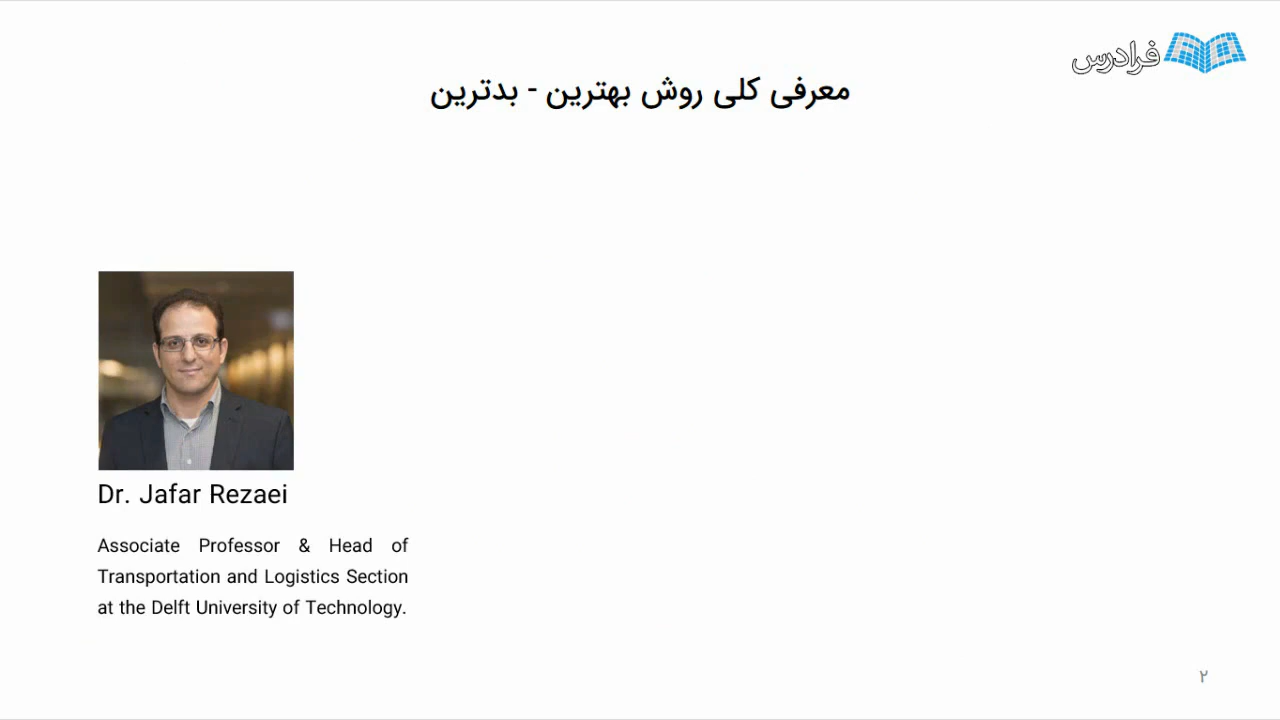 فرادرس
معرفی کلی روش بهترین - بدترین
Dr. Jafar Rezaei
Associate Professor & Head of
Transportation and Logistics Section
at the Delft University of Technology.
۲